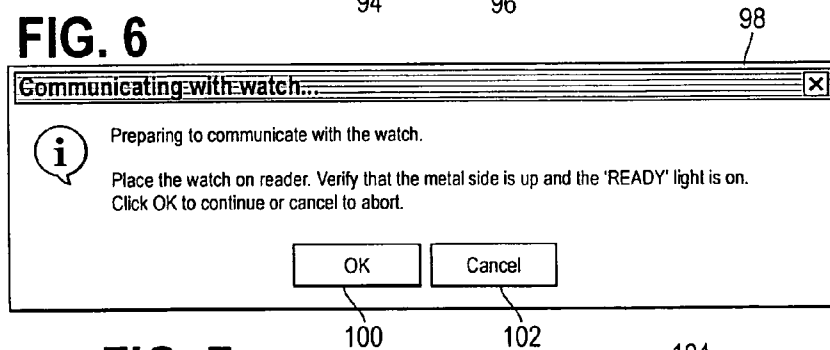 94 96
98
FIG. 6
Communicating with watch...
i
Preparing to communicate with the watch.
Place the watch on reader. Verify that the metal side is up and the 'READY' light is on.
Click OK to continue or cancel to abort.
OK Cancel
100 102